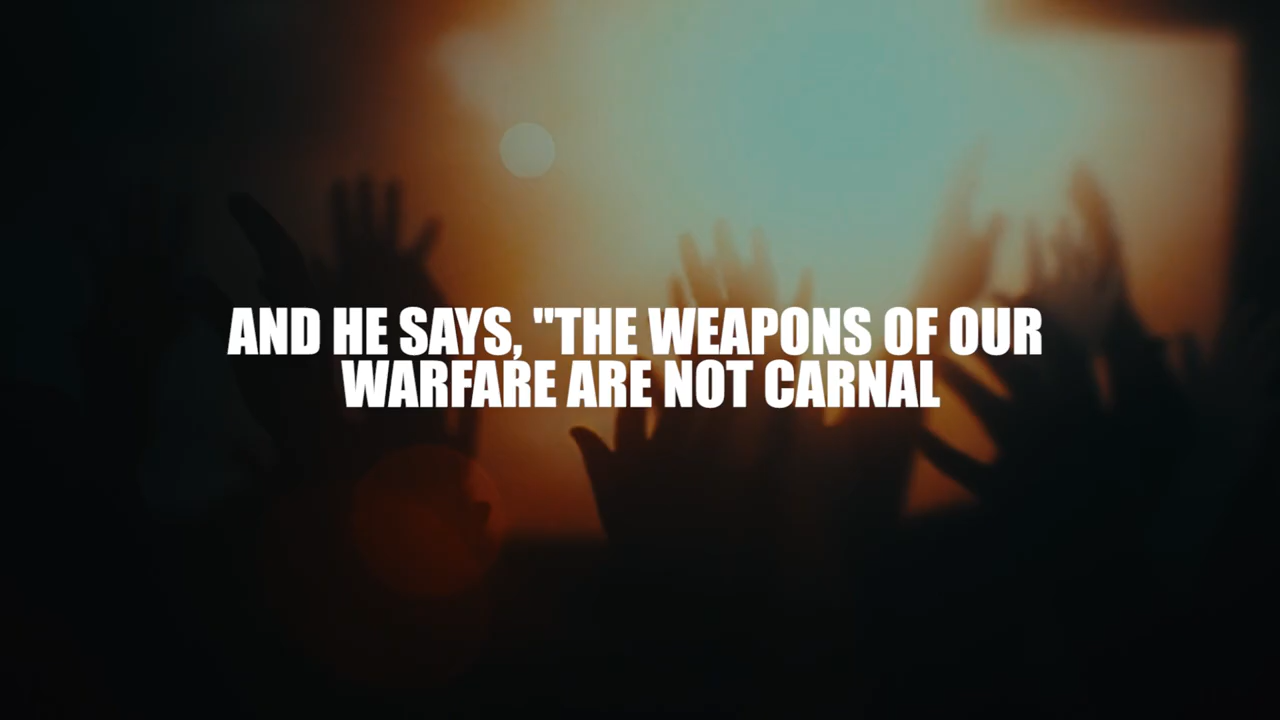 AND HE SAYS, "THE WEAPONS OF OUR
WARFARE ARE NOT CARNAL